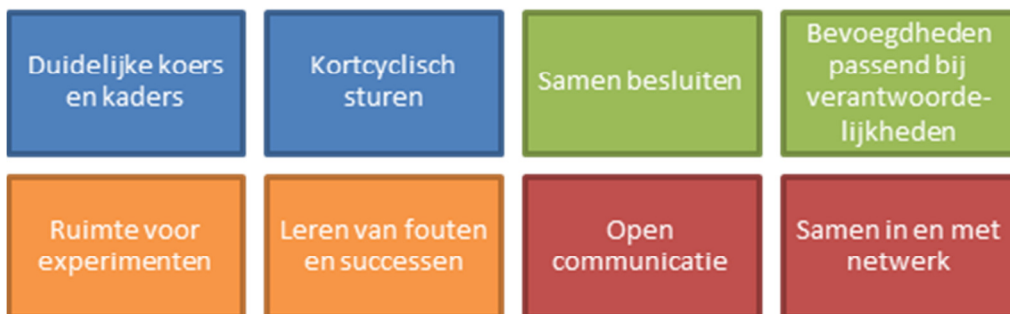 Duidelijke koers
en kaders
Kortcyclisch
sturen
Samen besluiten
Bevoegdheden
passend bij
verantwoorde-
lijkheden
Ruimte voor
experimenten
Leren van fouten
en successen
Open
communicatie
Samen in en met
netwerk